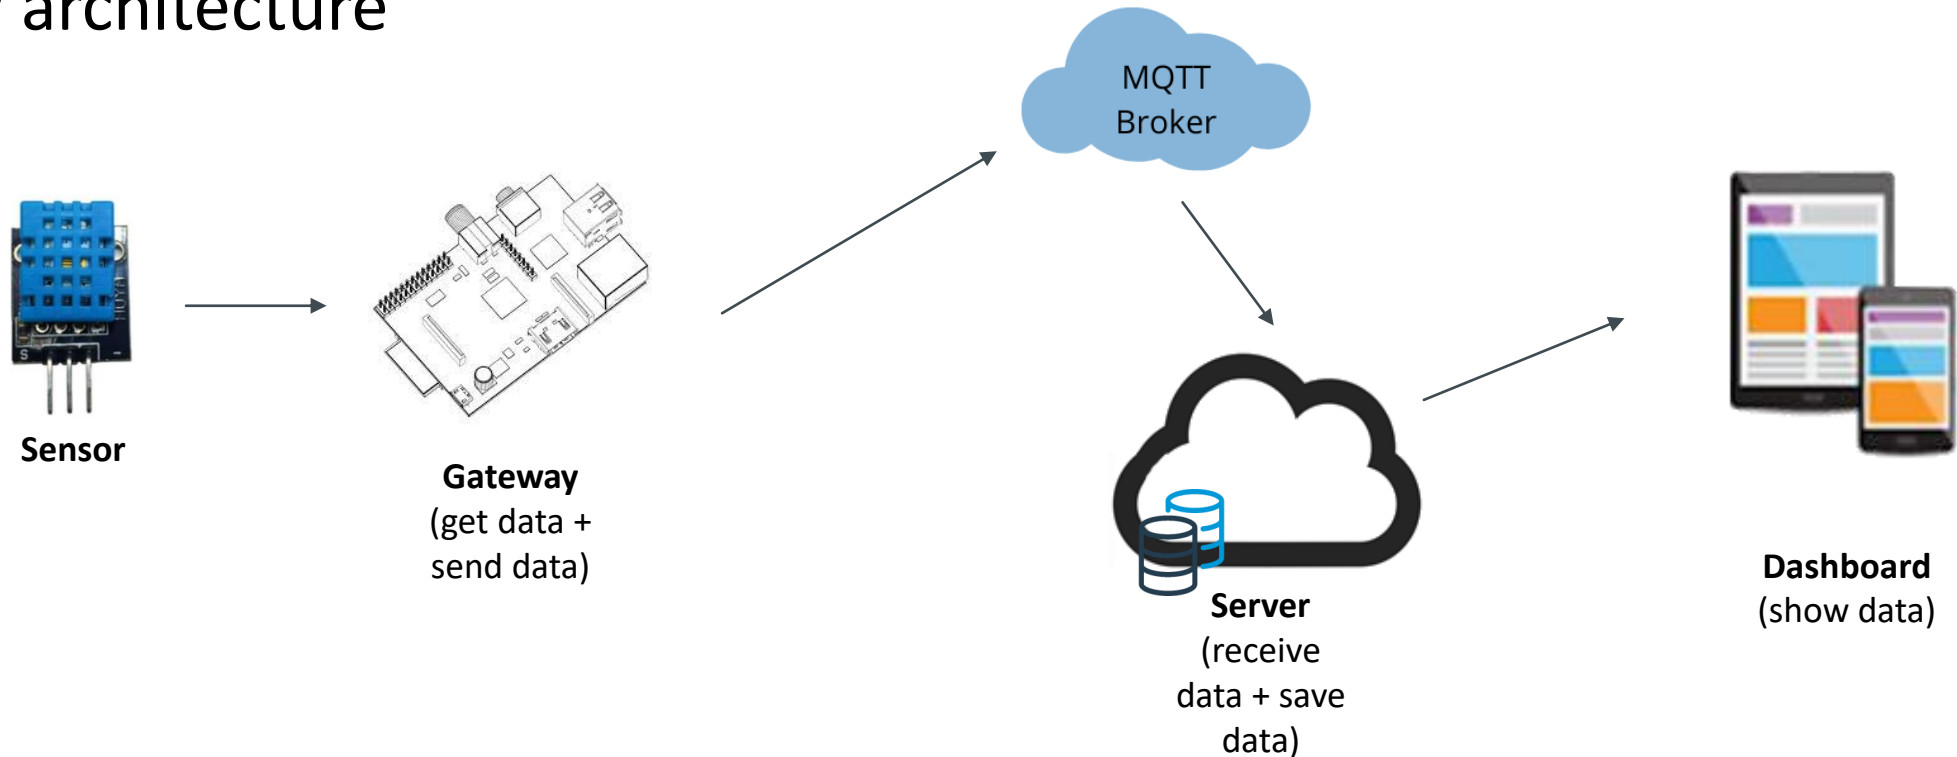 architecture
MQTT
Broker
S
Sensor
Gateway
(get data +
send data)
Server
(receive
data + save
data)
Dashboard
(show data)